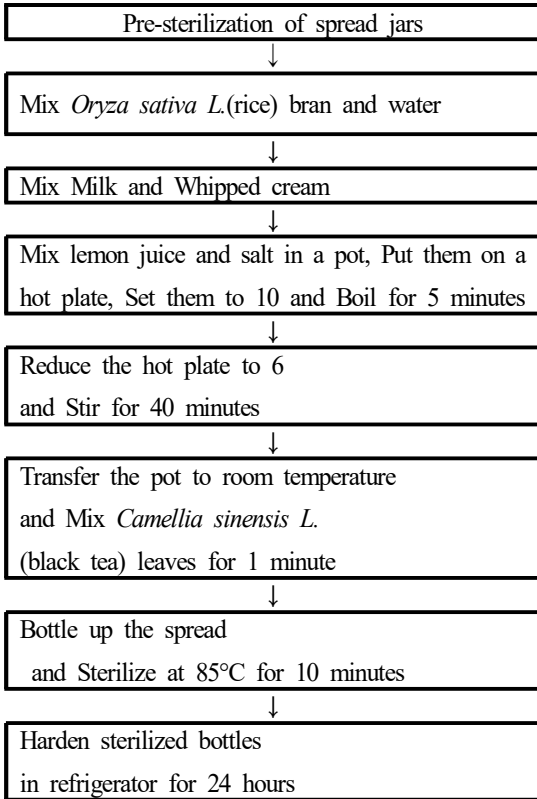 Pre-sterilization of spread jars
↓
Mix Oryza sativa L.(rice) bran and water
↓
Mix Milk and Whipped cream
↓
Mix lemon juice and salt in a pot, Put them on a
hot plate, Set them to 10 and Boil for 5 minutes
↓
Reduce the hot plate to 6
and Stir for 40 minutes
↓
Transfer the pot to room temperature
and Mix Camellia sinensis L.
(black tea) leaves for 1 minute
↓
Bottle up the spread
and Sterilize at 85°C for 10 minutes
↓
Harden sterilized bottles
in refrigerator for 24 hours